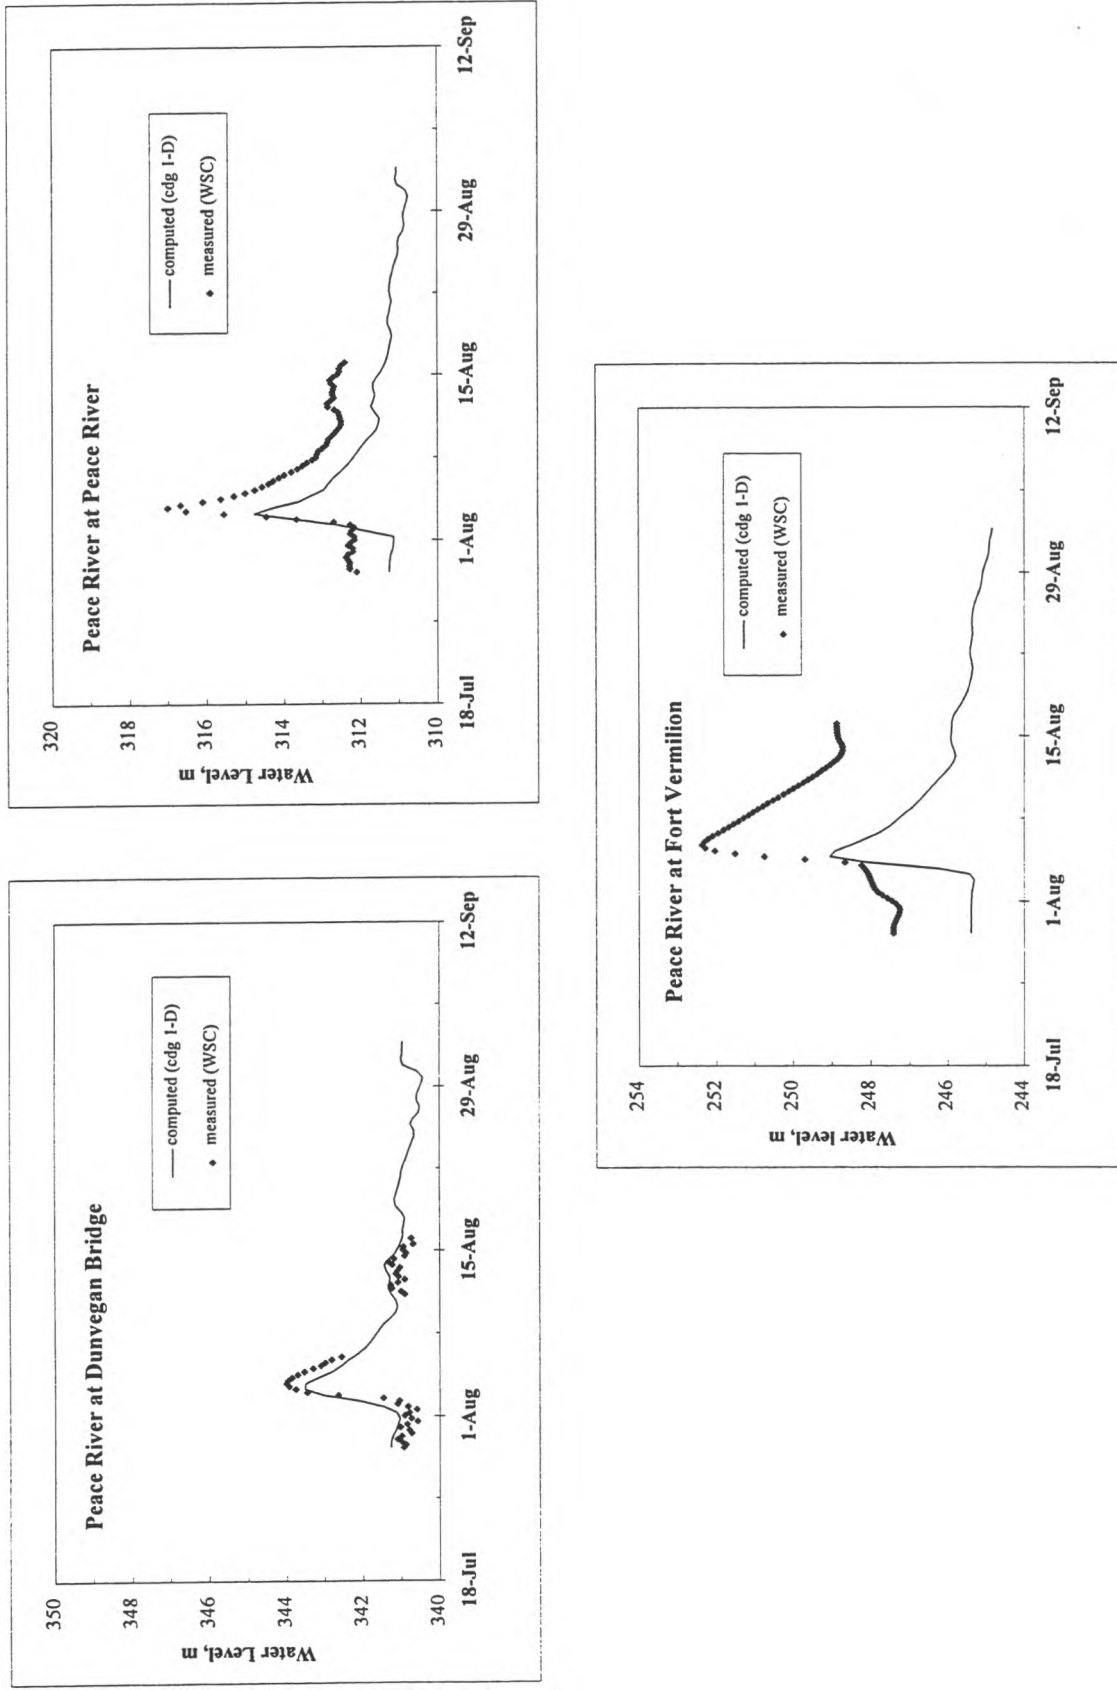 Peace River at Dunvegan Bridge
computed (cdg 1-D)
measured (WSC)
Water Level, m
350
348
346
344
342
340
18-Jul
1-Aug
15-Aug
29-Aug
12-Sep
Peace River at Peace River
computed (cdg 1-D)
measured (WSC)
Water Level, m
320
318
316
314
312
310
18-Jul
1-Aug
15-Aug
29-Aug
12-Sep
Peace River at Fort Vermilion
computed (cdg 1-D)
measured (WSC)
Water level, m
254
252
250
248
246
244
18-Jul
1-Aug
15-Aug
29-Aug
12-Sep